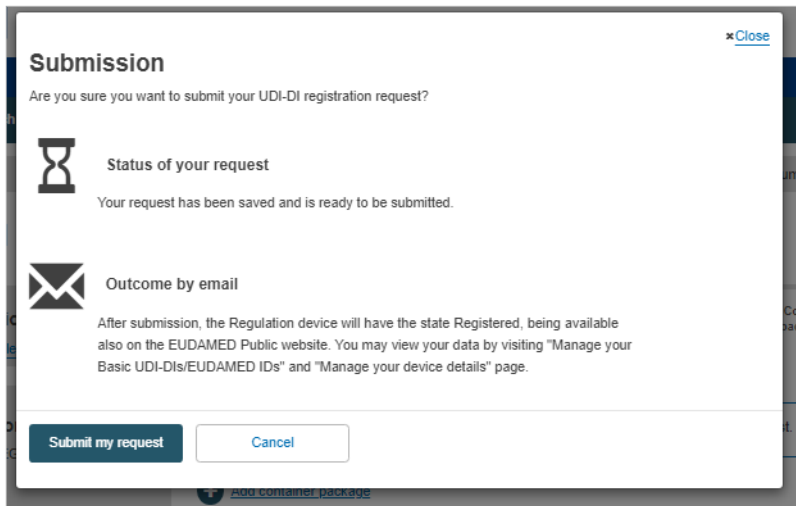 ×Close
Submission
Are you sure you want to submit your UDI-DI registration request?
Status of your request
Your request has been saved and is ready to be submitted.
Outcome by email
After submission, the Regulation device will have the state Registered, being available
also on the EUDAMED Public website. You may view your data by visiting "Manage your
Basic UDI-DIs/EUDAMED IDs" and "Manage your device details" page.
Submit my request
Cancel
Add container package